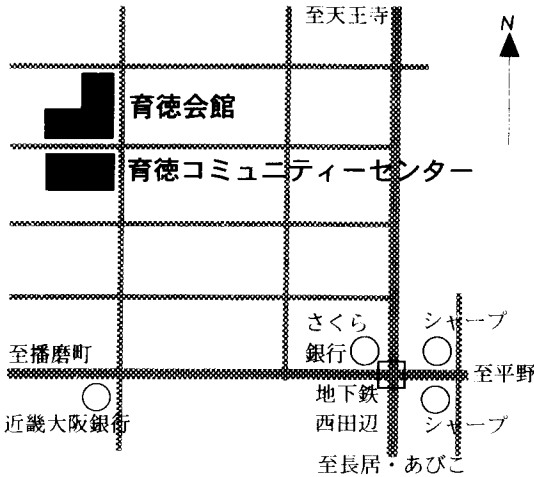 至天王寺
N
育徳会館
育徳コミュニティーセンター
さくら
銀行
シャープ
至播磨町
至平野
地下鉄
西田辺
近畿大阪銀行
シャープ
至長居・あびこ